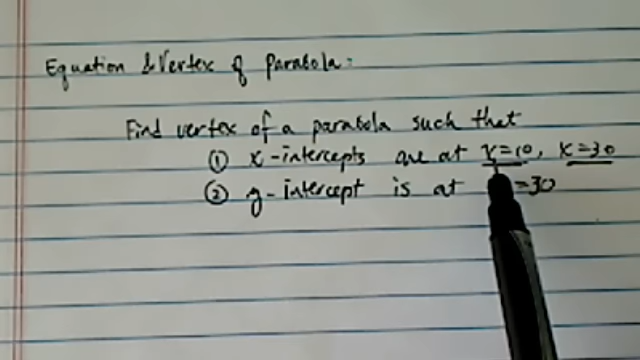 Equation & Vertex of Parabola:
Find vertex of a parabola such that
① x-intercepts are at x=10, x=30
② y-intercept is at =30